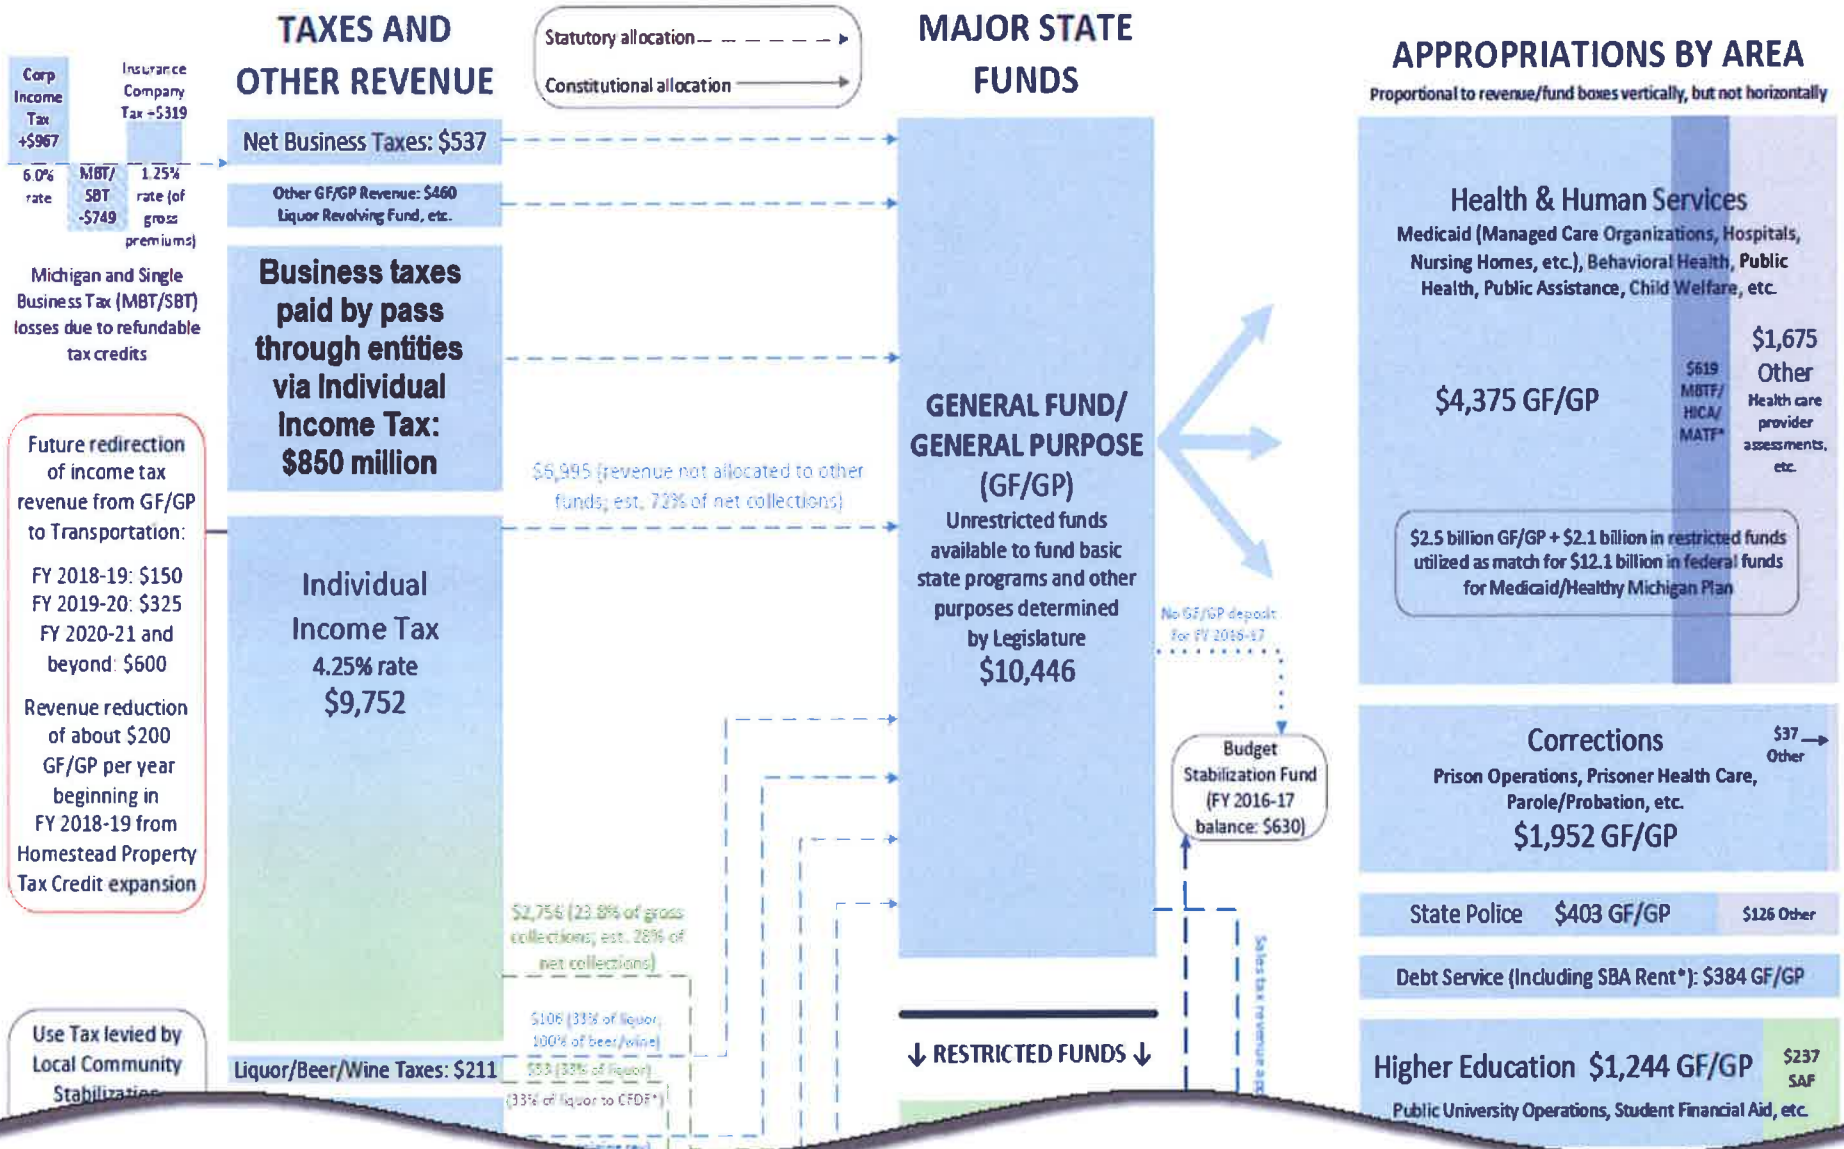 TAXES AND
OTHER REVENUE
Statutory allocation
Constitutional allocation
MAJOR STATE
FUNDS
APPROPRIATIONS BY AREA
Proportional to revenue/fund boxes vertically, but not horizontally
Corp
Income
Tax
+$967
6.0%
rate
MBT/
SBT
-$749
Insurance
Company
Tax +$319
1.25%
rate (of
gross
premiums)
Michigan and Single
Business Tax (MBT/SBT)
losses due to refundable
tax credits
Future redirection
of income tax
revenue from GF/GP
to Transportation:
FY 2018-19: $150
FY 2019-20: $325
FY 2020-21 and
beyond: $600
Revenue reduction
of about $200
GF/GP per year
beginning in
FY 2018-19 from
Homestead Property
Tax Credit expansion
Use Tax levied by
Local Community
Stabilization
Net Business Taxes: $537
Other GF/GP Revenue: $460
Liquor Revolving Fund, etc.
Business taxes
paid by pass
through entities
via Individual
Income Tax:
$850 million
Individual
Income Tax
4.25% rate
$9,752
Liquor/Beer/Wine Taxes: $211
$6,995 (revenue not allocated to other
funds; est. 72% of net collections)
$2,756 (23.8% of gross
collections; est. 28% of
net collections)
$106 (33% of liquor,
100% of beer/wine)
$53 (33% of liquor)
(33% of liquor to CFDF*)
GENERAL FUND/
GENERAL PURPOSE
(GF/GP)
Unrestricted funds
available to fund basic
state programs and other
purposes determined
by Legislature
$10,446
↓ RESTRICTED FUNDS ↓
No GF/GP deposit
for FY 2016-17
Budget
Stabilization Fund
(FY 2016-17
balance: $630)
Sales tax revenue
Health & Human Services
Medicaid (Managed Care Organizations, Hospitals,
Nursing Homes, etc.), Behavioral Health, Public
Health, Public Assistance, Child Welfare, etc.
$4,375 GF/GP
$619
MBTF/
HICA/
MATF*
$1,675
Other
Health care
provider
assessments,
etc.
$2.5 billion GF/GP + $2.1 billion in restricted funds
utilized as match for $12.1 billion in federal funds
for Medicaid/Healthy Michigan Plan
Corrections
Prison Operations, Prisoner Health Care,
Parole/Probation, etc.
$1,952 GF/GP
$37
Other
State Police $403 GF/GP
$126 Other
Debt Service (Including SBA Rent*): $384 GF/GP
Higher Education $1,244 GF/GP
Public University Operations, Student Financial Aid, etc.
$237
SAF